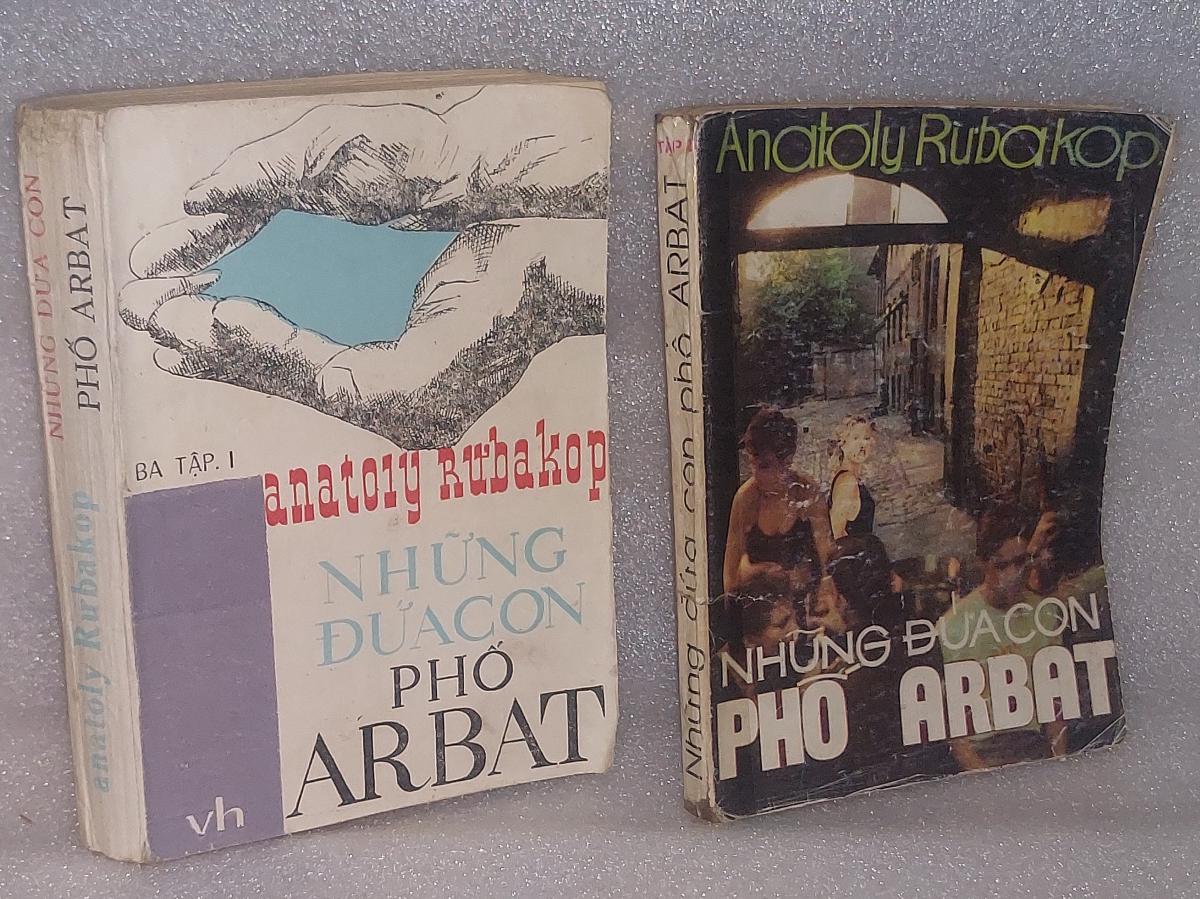 NHỮNG ĐỨA CON
PHỐ ARBAT
anatoly Rưbakop
BA TẬP. I
anatoly Rưbakop
NHỮNG
ĐỨA CON
PHỐ
ARBAT
vh
TẬP
Những đứa con phố ARBAT
Anatoly Rưbakop
NHỮNG ĐỨA CON
PHỐ ARBAT